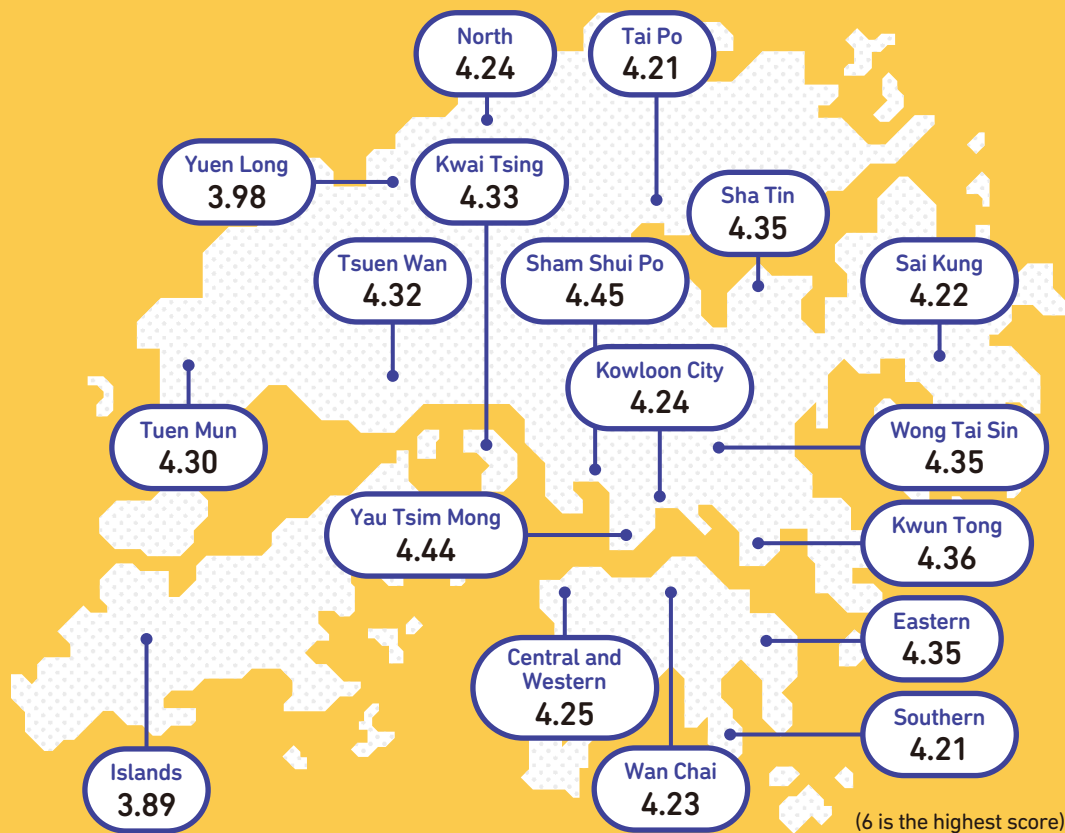 North
4.24
Tai Po
4.21
Yuen Long
3.98
Kwai Tsing
4.33
Sha Tin
4.35
Tsuen Wan
4.32
Sham Shui Po
4.45
Sai Kung
4.22
Kowloon City
4.24
Tuen Mun
4.30
Wong Tai Sin
4.35
Yau Tsim Mong
4.44
Kwun Tong
4.36
Eastern
4.35
Central and
Western
4.25
Southern
4.21
Islands
3.89
Wan Chai
4.23
(6 is the highest score)